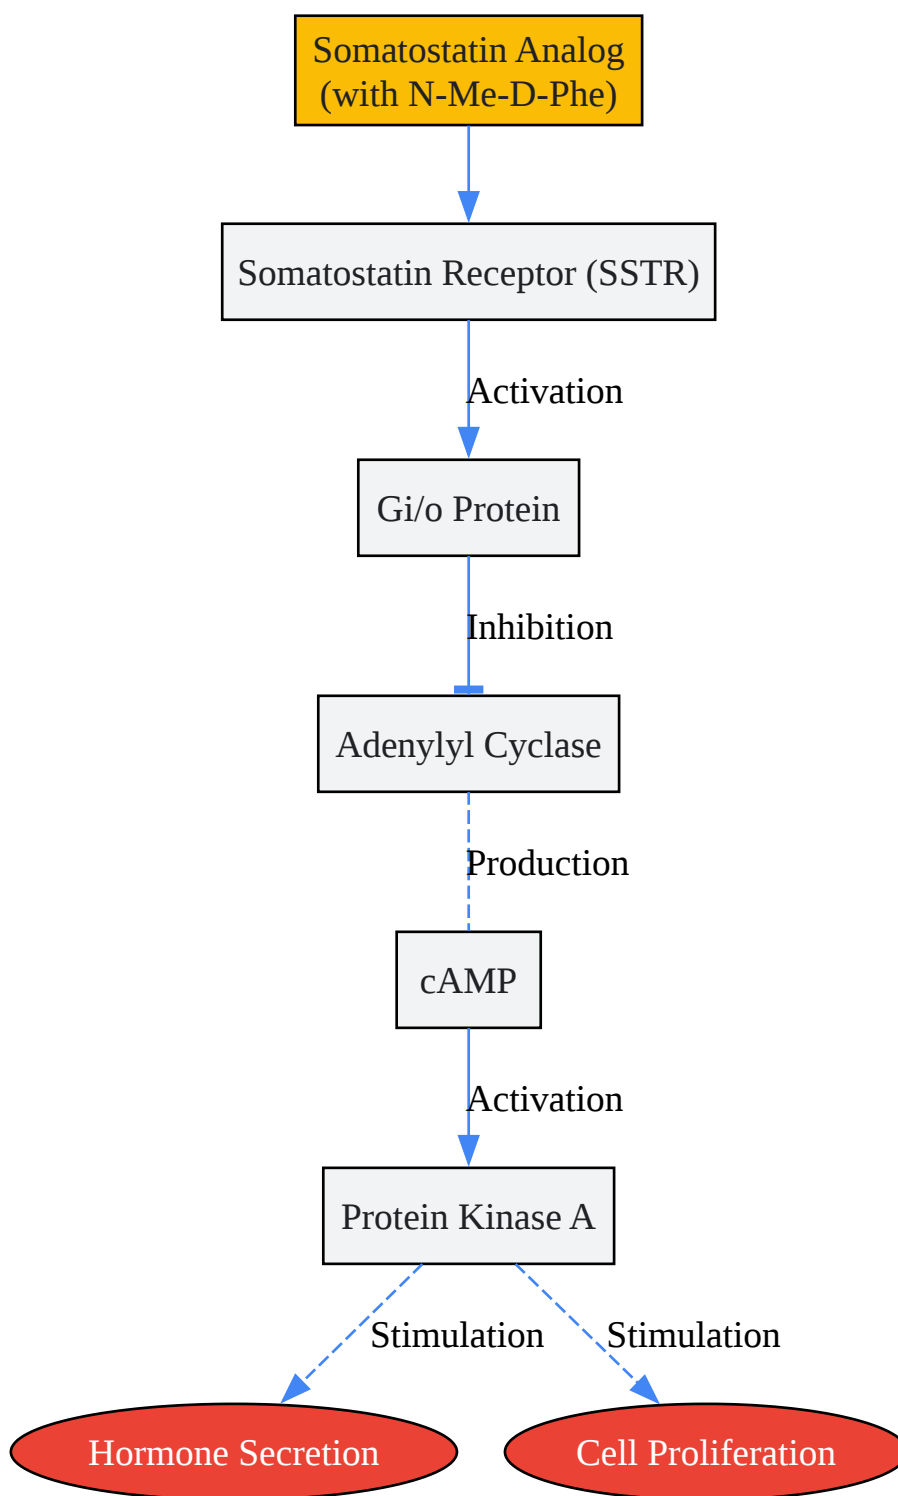 Somatostatin Analog
(with N-Me-D-Phe)
Somatostatin Receptor (SSTR)
Activation
Gi/o Protein
Inhibition
Adenylyl Cyclase
Production
cAMP
Activation
Protein Kinase A
Stimulation
Stimulation
Hormone Secretion
Cell Proliferation